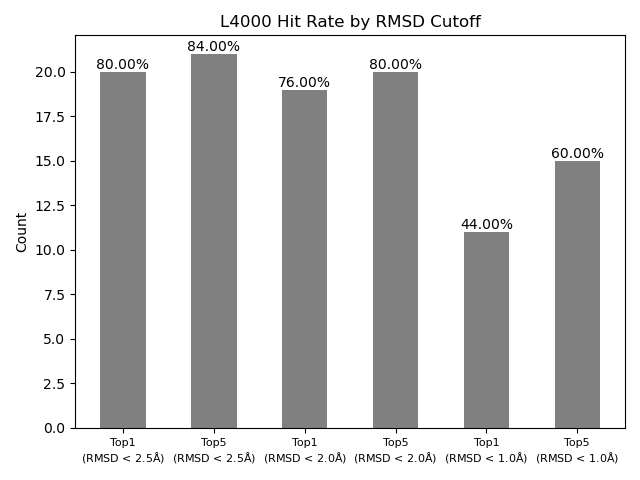 L4000 Hit Rate by RMSD Cutoff
80.00%
84.00%
76.00%
80.00%
44.00%
60.00%
Count
20.0
17.5
15.0
12.5
10.0
7.5
5.0
2.5
0.0
Top1
(RMSD < 2.5Å)
Top5
(RMSD < 2.5Å)
Top1
(RMSD < 2.0Å)
Top5
(RMSD < 2.0Å)
Top1
(RMSD < 1.0Å)
Top5
(RMSD < 1.0Å)